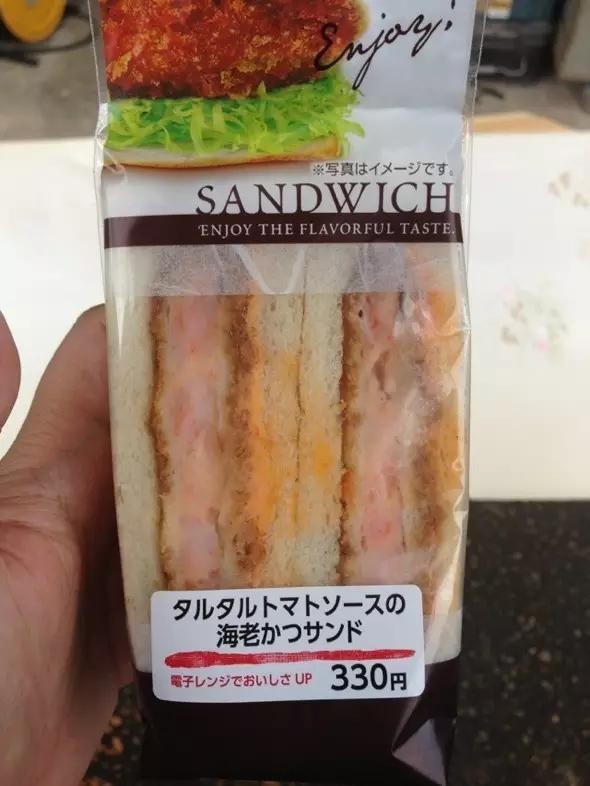 Enjoy!
※写真はイメージです。
SANDWICH
ENJOY THE FLAVORFUL TASTE.
タルタルトマトソースの
海老かつサンド
電子レンジでおいしさUP 330円